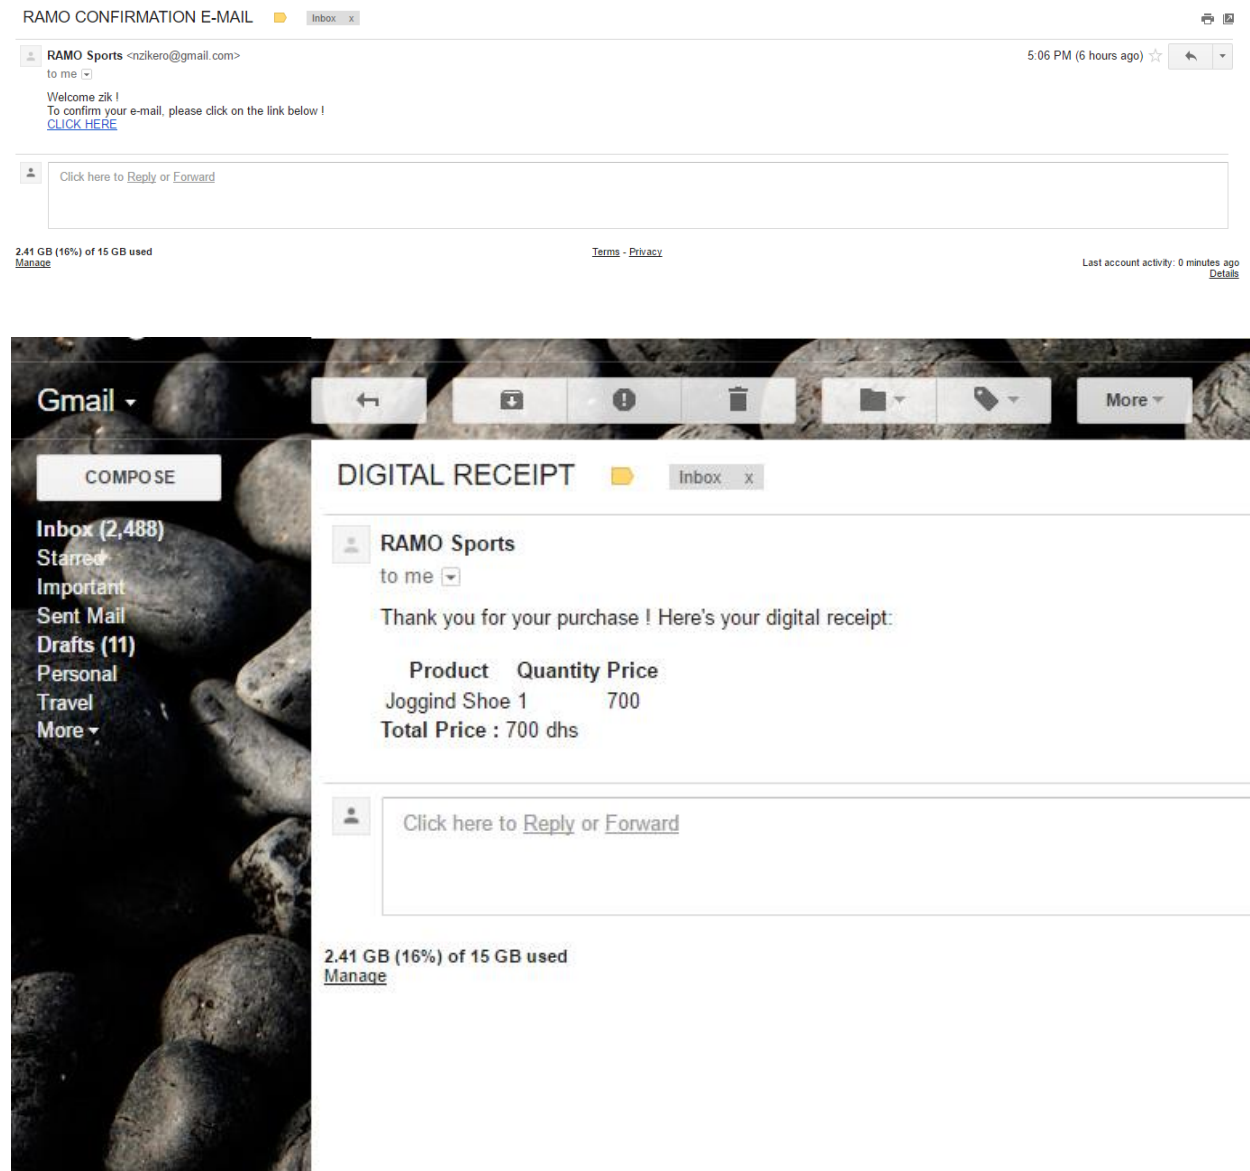 RAMO CONFIRMATION E-MAIL Inbox x
RAMO Sports <nzikero@gmail.com> 5:06 PM (6 hours ago)
to me
Welcome zik !
To confirm your e-mail, please click on the link below !
CLICK HERE
Click here to Reply or Forward
2.41 GB (16%) of 15 GB used
Manage
Terms - Privacy
Last account activity: 0 minutes ago
Details
Gmail
More
COMPOSE
Inbox (2,488)
Starred
Important
Sent Mail
Drafts (11)
Personal
Travel
More
DIGITAL RECEIPT Inbox x
RAMO Sports
to me
Thank you for your purchase ! Here's your digital receipt:
Product Quantity Price
Joggind Shoe 1 700
Total Price : 700 dhs
Click here to Reply or Forward
2.41 GB (16%) of 15 GB used
Manage